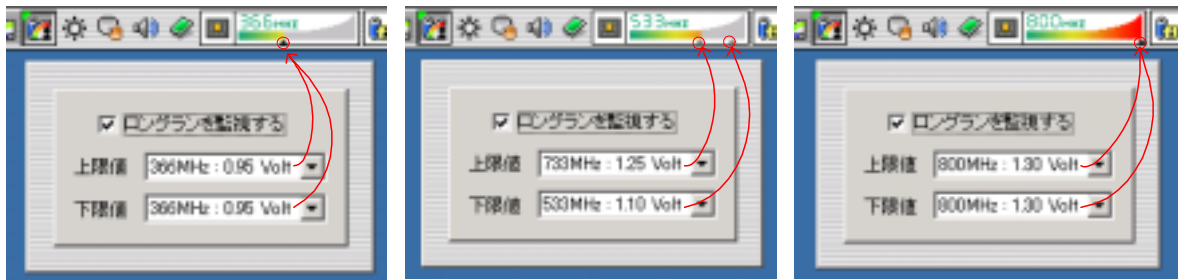 366MHz
ロングランを監視する
上限値 366MHz : 0.95 Volt
下限値 366MHz : 0.95 Volt
533MHz
ロングランを監視する
上限値 733MHz : 1.25 Volt
下限値 533MHz : 1.10 Volt
800MHz
ロングランを監視する
上限値 800MHz : 1.30 Volt
下限値 800MHz : 1.30 Volt